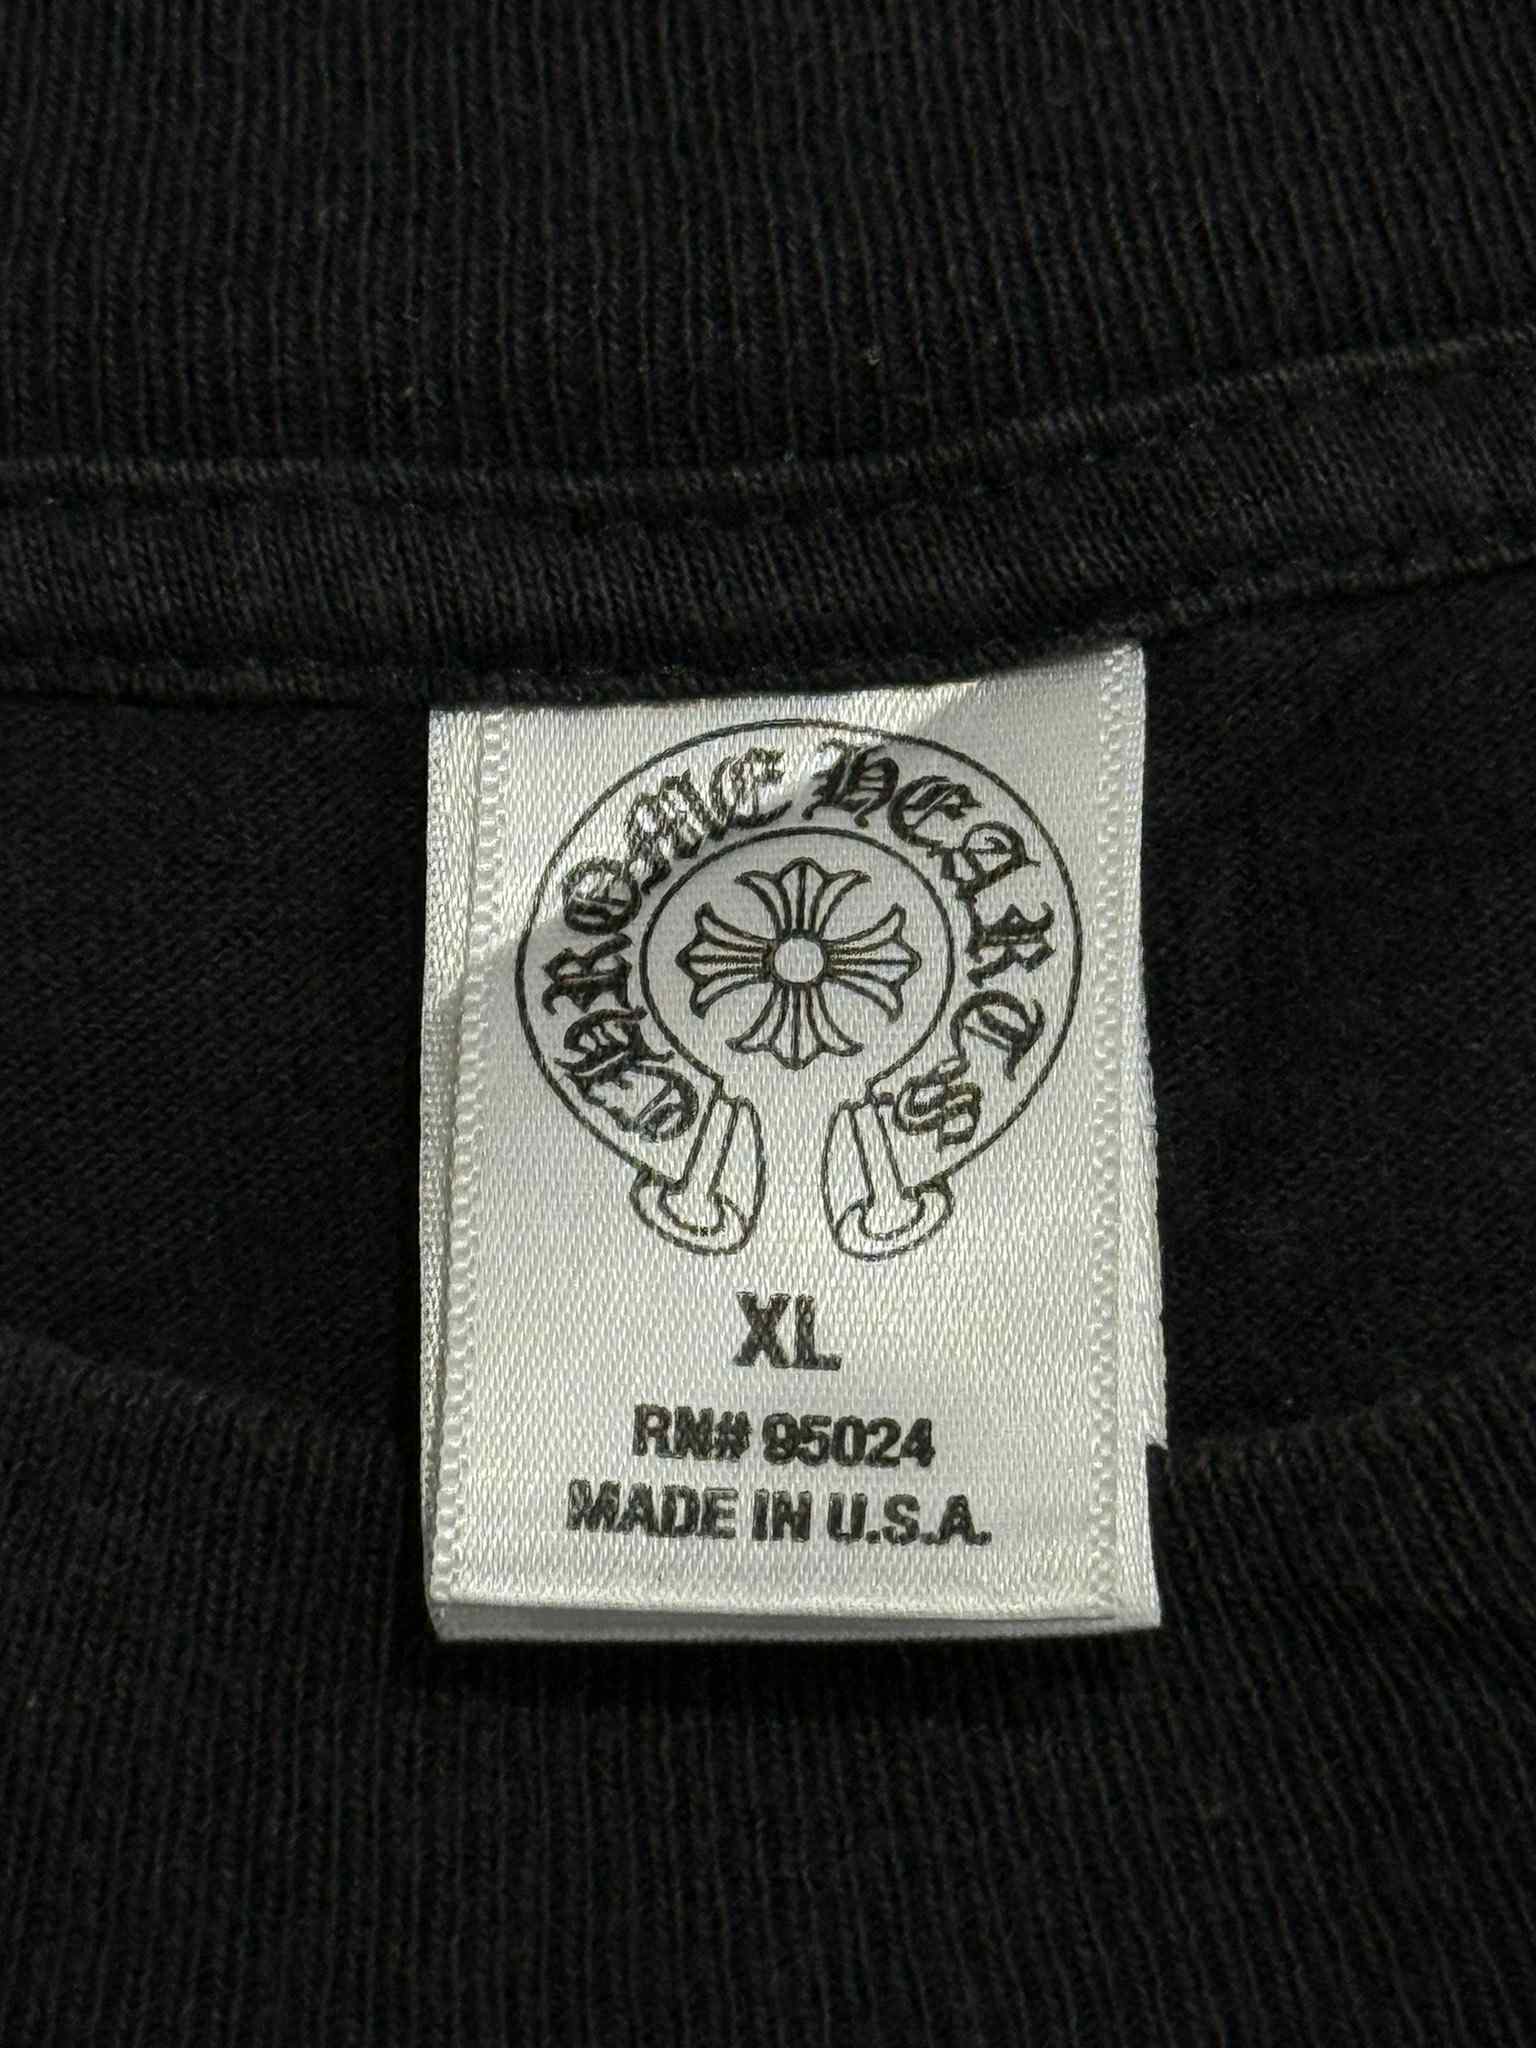 CHROME HEARTS
XL
RN# 95024
MADE IN U.S.A.